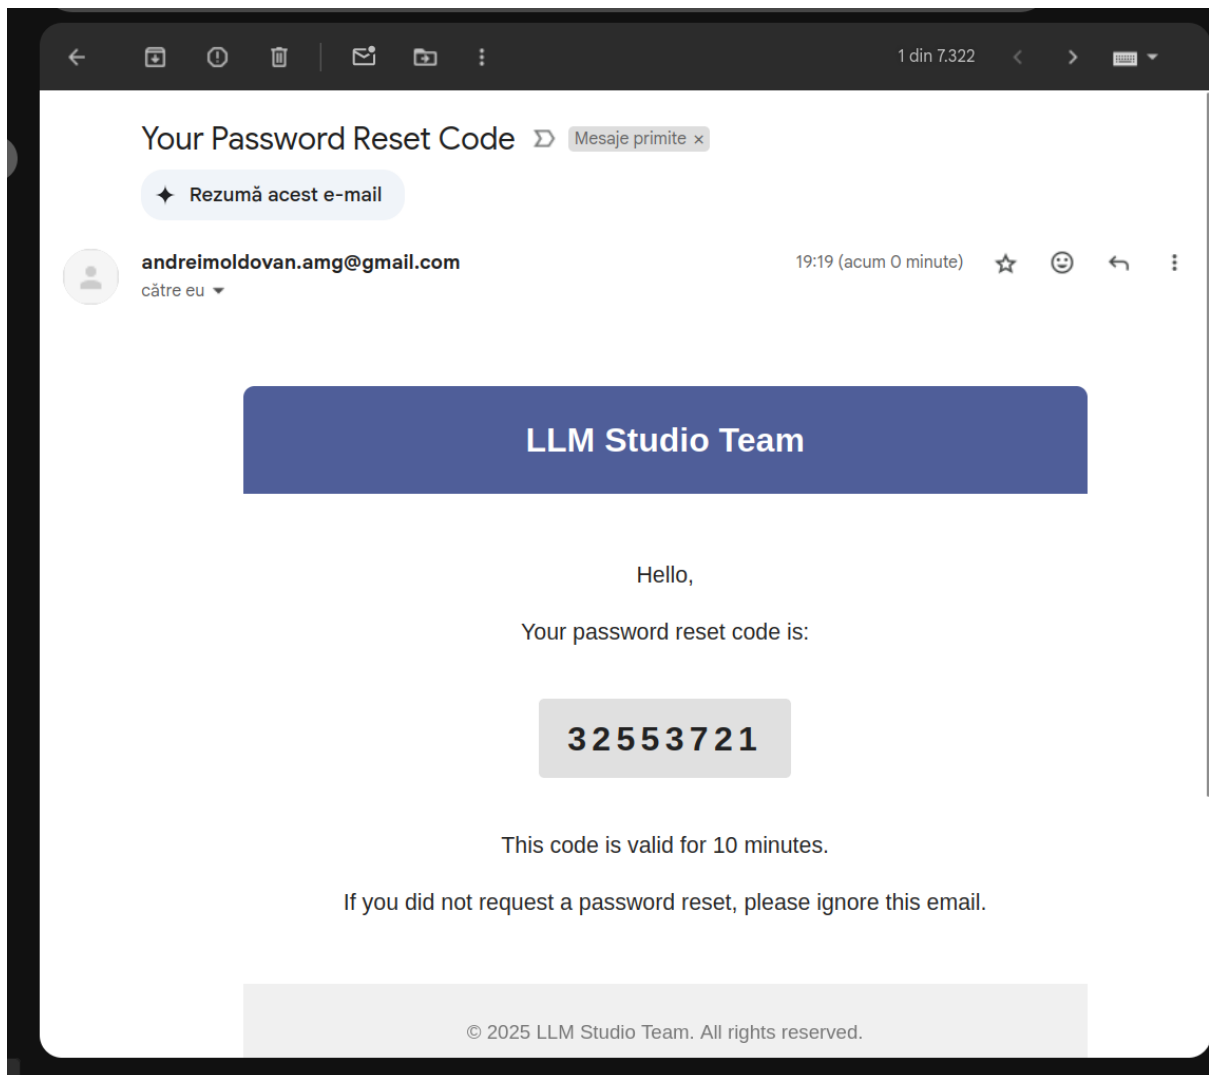 1 din 7.322
Your Password Reset Code
Mesaje primite ×
Rezumă acest e-mail
andreimoldovan.amg@gmail.com
19:19 (acum 0 minute)
către eu
LLM Studio Team
Hello,
Your password reset code is:
32553721
This code is valid for 10 minutes.
If you did not request a password reset, please ignore this email.
© 2025 LLM Studio Team. All rights reserved.